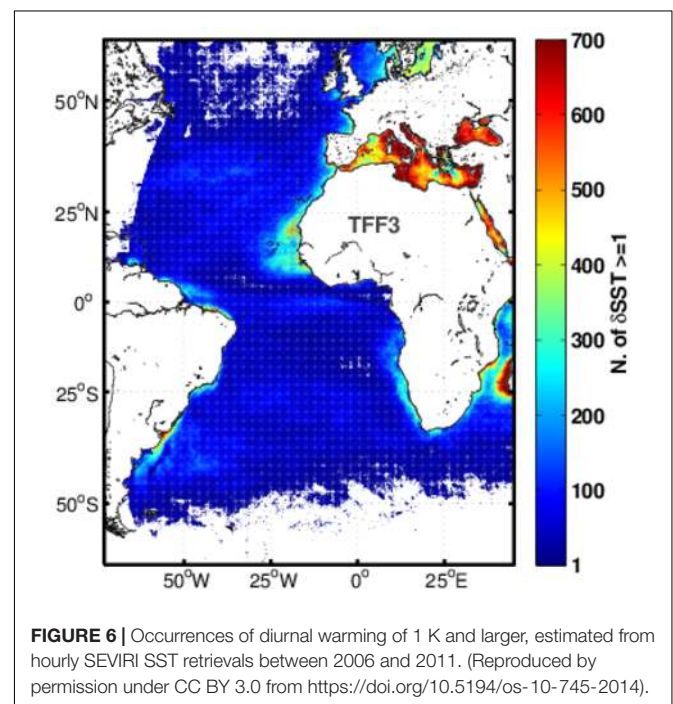 700
600
500
400
300
200
100
1
N. of δSST >=1
50°N
25°N
0°
25°S
50°S
TFF3
50°W 25°W 0° 25°E
FIGURE 6 | Occurrences of diurnal warming of 1 K and larger, estimated from
hourly SEVIRI SST retrievals between 2006 and 2011. (Reproduced by
permission under CC BY 3.0 from https://doi.org/10.5194/os-10-745-2014).